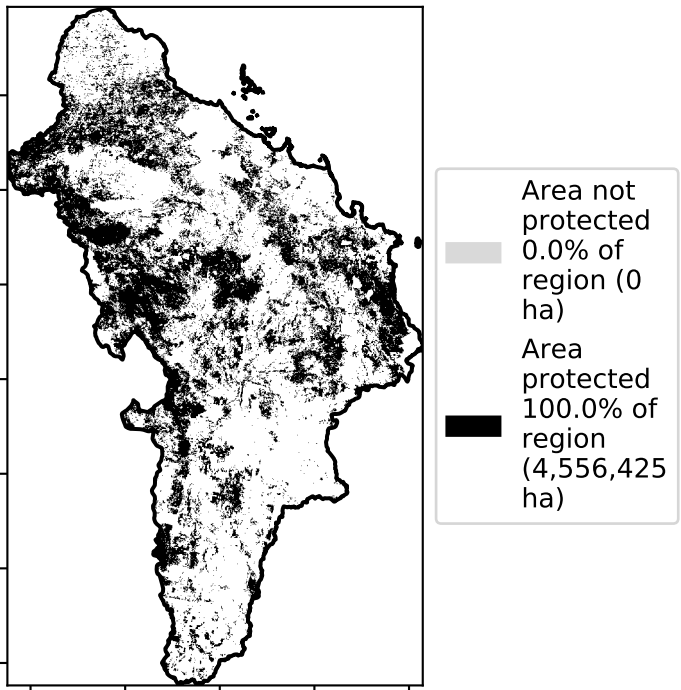 Area not
protected
0.0% of
region (0
ha)
Area
protected
100.0% of
region
(4,556,425
ha)